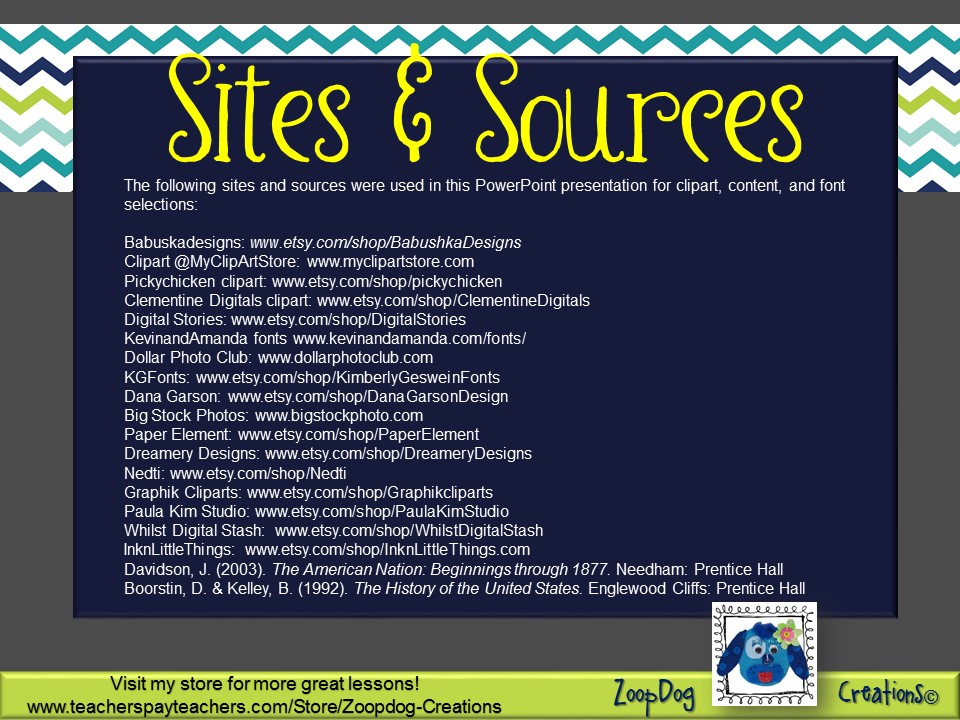 Sites & Sources
The following sites and sources were used in this PowerPoint presentation for clipart, content, and font
selections:
Babuskadesigns: www.etsy.com/shop/BabushkaDesigns
Clipart @MyClipArtStore:  www.myclipartstore.com
Pickychicken clipart: www.etsy.com/shop/pickychicken
Clementine Digitals clipart: www.etsy.com/shop/ClementineDigitals
Digital Stories: www.etsy.com/shop/DigitalStories
KevinandAmanda fonts www.kevinandamanda.com/fonts/
Dollar Photo Club: www.dollarphotoclub.com
KGFonts: www.etsy.com/shop/KimberlyGesweinFonts
Dana Garson: www.etsy.com/shop/DanaGarsonDesign
Big Stock Photos: www.bigstockphoto.com
Paper Element: www.etsy.com/shop/PaperElement
Dreamery Designs: www.etsy.com/shop/DreameryDesigns
Nedti: www.etsy.com/shop/Nedti
Graphik Cliparts: www.etsy.com/shop/Graphikcliparts
Paula Kim Studio: www.etsy.com/shop/PaulaKimStudio
Whilst Digital Stash:  www.etsy.com/shop/WhilstDigitalStash
InknLittleThings:  www.etsy.com/shop/InknLittleThings.com
Davidson, J. (2003). The American Nation: Beginnings through 1877. Needham: Prentice Hall
Boorstin, D. & Kelley, B. (1992). The History of the United States. Englewood Cliffs: Prentice Hall
Visit my store for more great lessons!
www.teacherspayteachers.com/Store/Zoopdog-Creations
ZoopDog Creations©